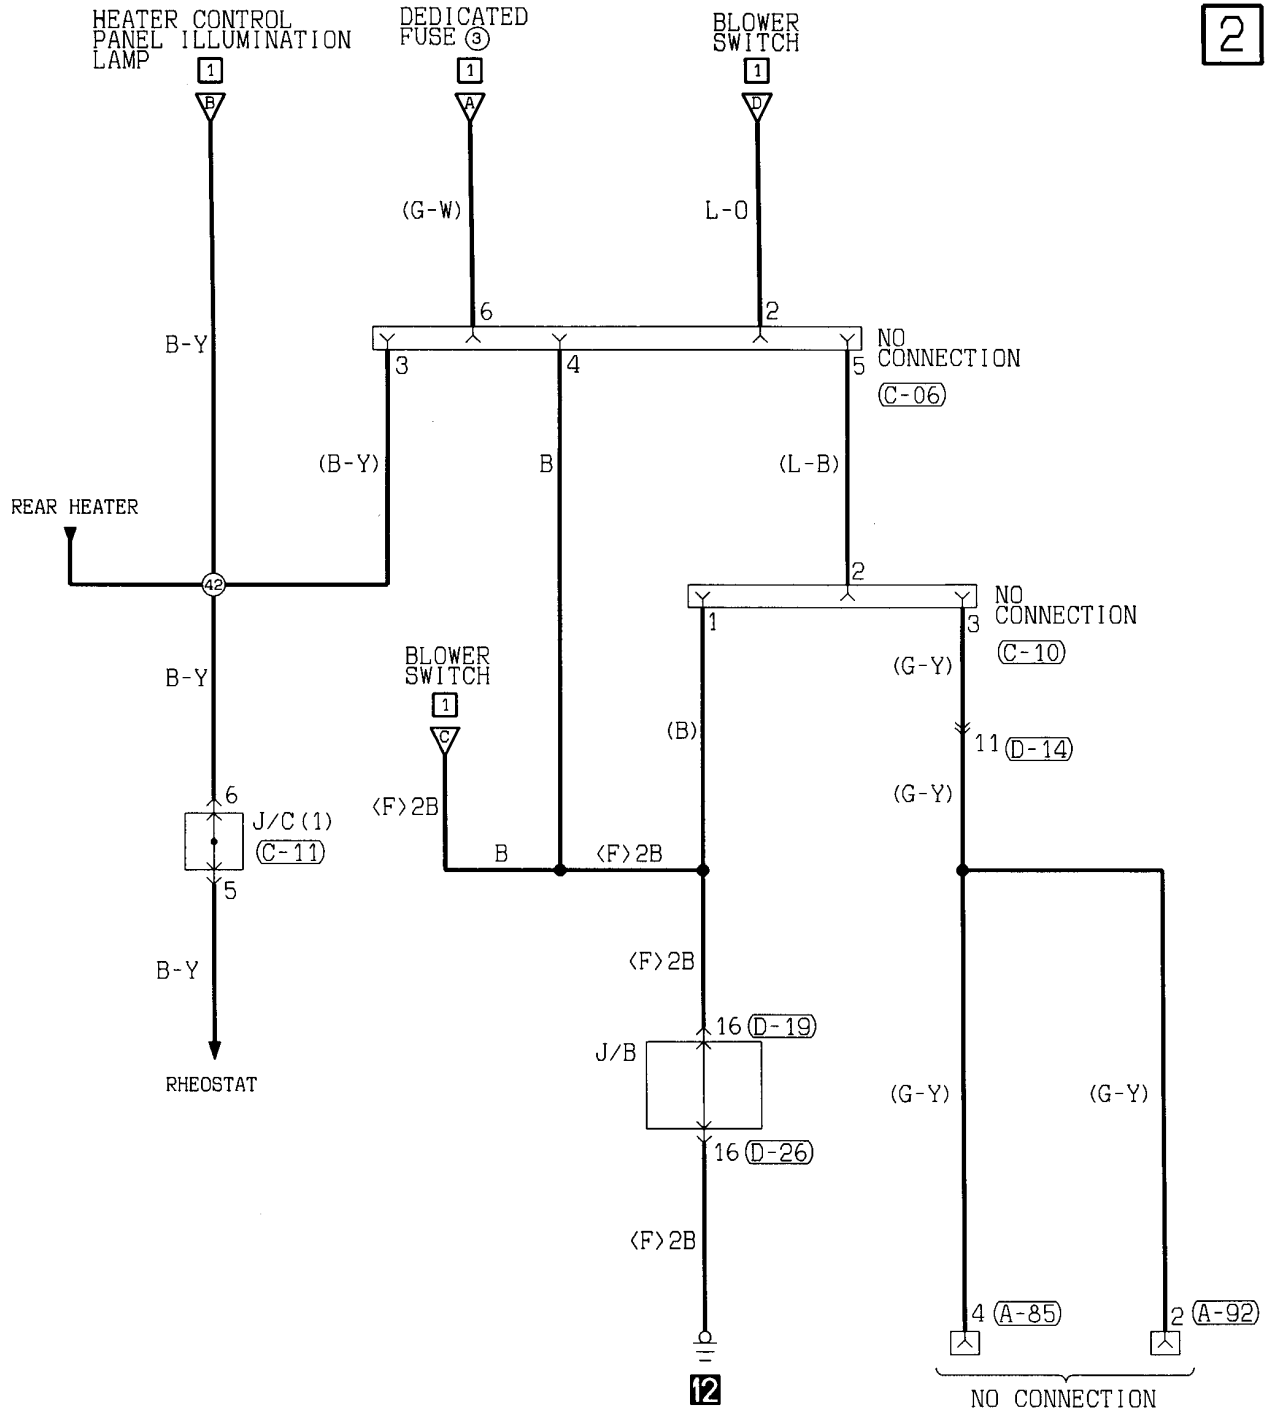 HEATER CONTROL
PANEL ILLUMINATION
LAMP
1
B
DEDICATED
FUSE ③
1
A
BLOWER
SWITCH
1
D
2
(G-W)
L-O
6
2
B-Y
3
4
5
NO
CONNECTION
(C-06)
(B-Y)
B
(L-B)
REAR HEATER
42
2
1
3
NO
CONNECTION
(C-10)
B-Y
BLOWER
SWITCH
1
C
(G-Y)
(B)
11 (D-14)
(G-Y)
6
J/C(1)
(C-11)
5
<F>2B
B
<F>2B
B-Y
<F>2B
16 (D-19)
J/B
RHEOSTAT
(G-Y)
(G-Y)
16 (D-26)
<F>2B
4 (A-85)
2 (A-92)
12
NO CONNECTION